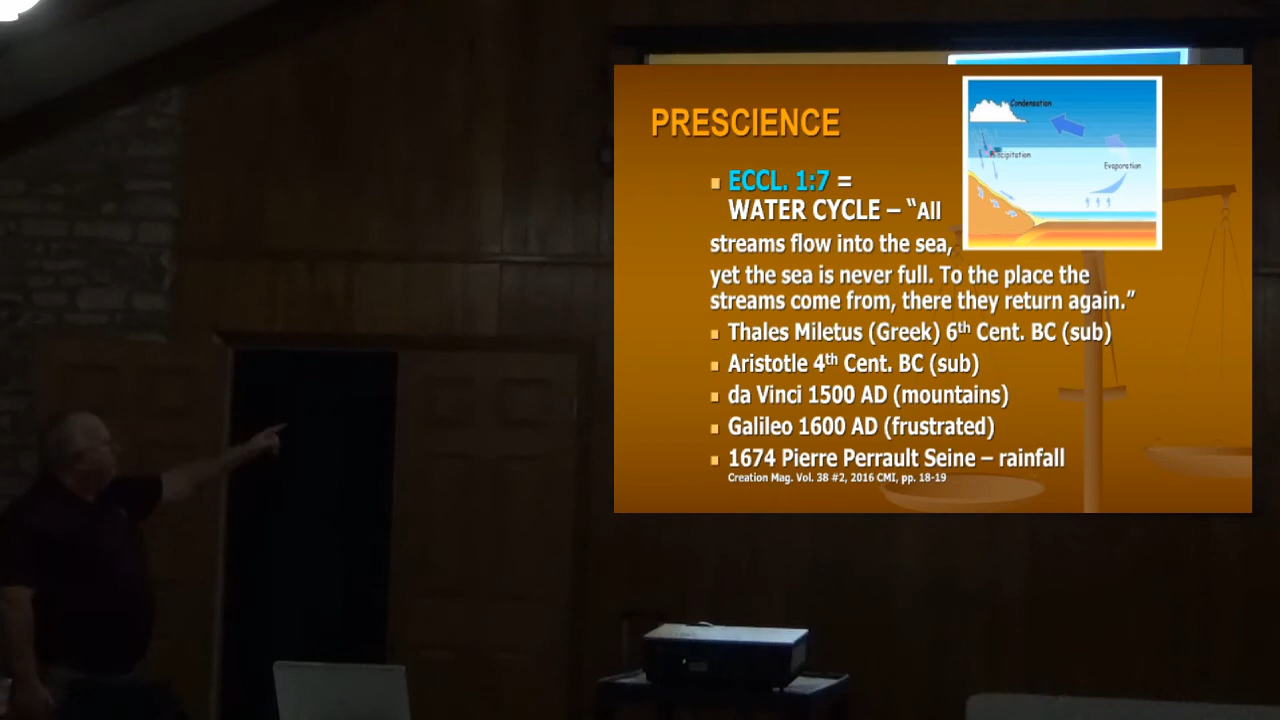 PRESCIENCE
Condensation
Precipitation
Evaporation
ECCL. 1:7 =
WATER CYCLE – “All
streams flow into the sea,
yet the sea is never full. To the place the
streams come from, there they return again.”
Thales Miletus (Greek) 6th Cent. BC (sub)
Aristotle 4th Cent. BC (sub)
da Vinci 1500 AD (mountains)
Galileo 1600 AD (frustrated)
1674 Pierre Perrault Seine – rainfall
Creation Mag. Vol. 38 #2, 2016 CMI, pp. 18-19